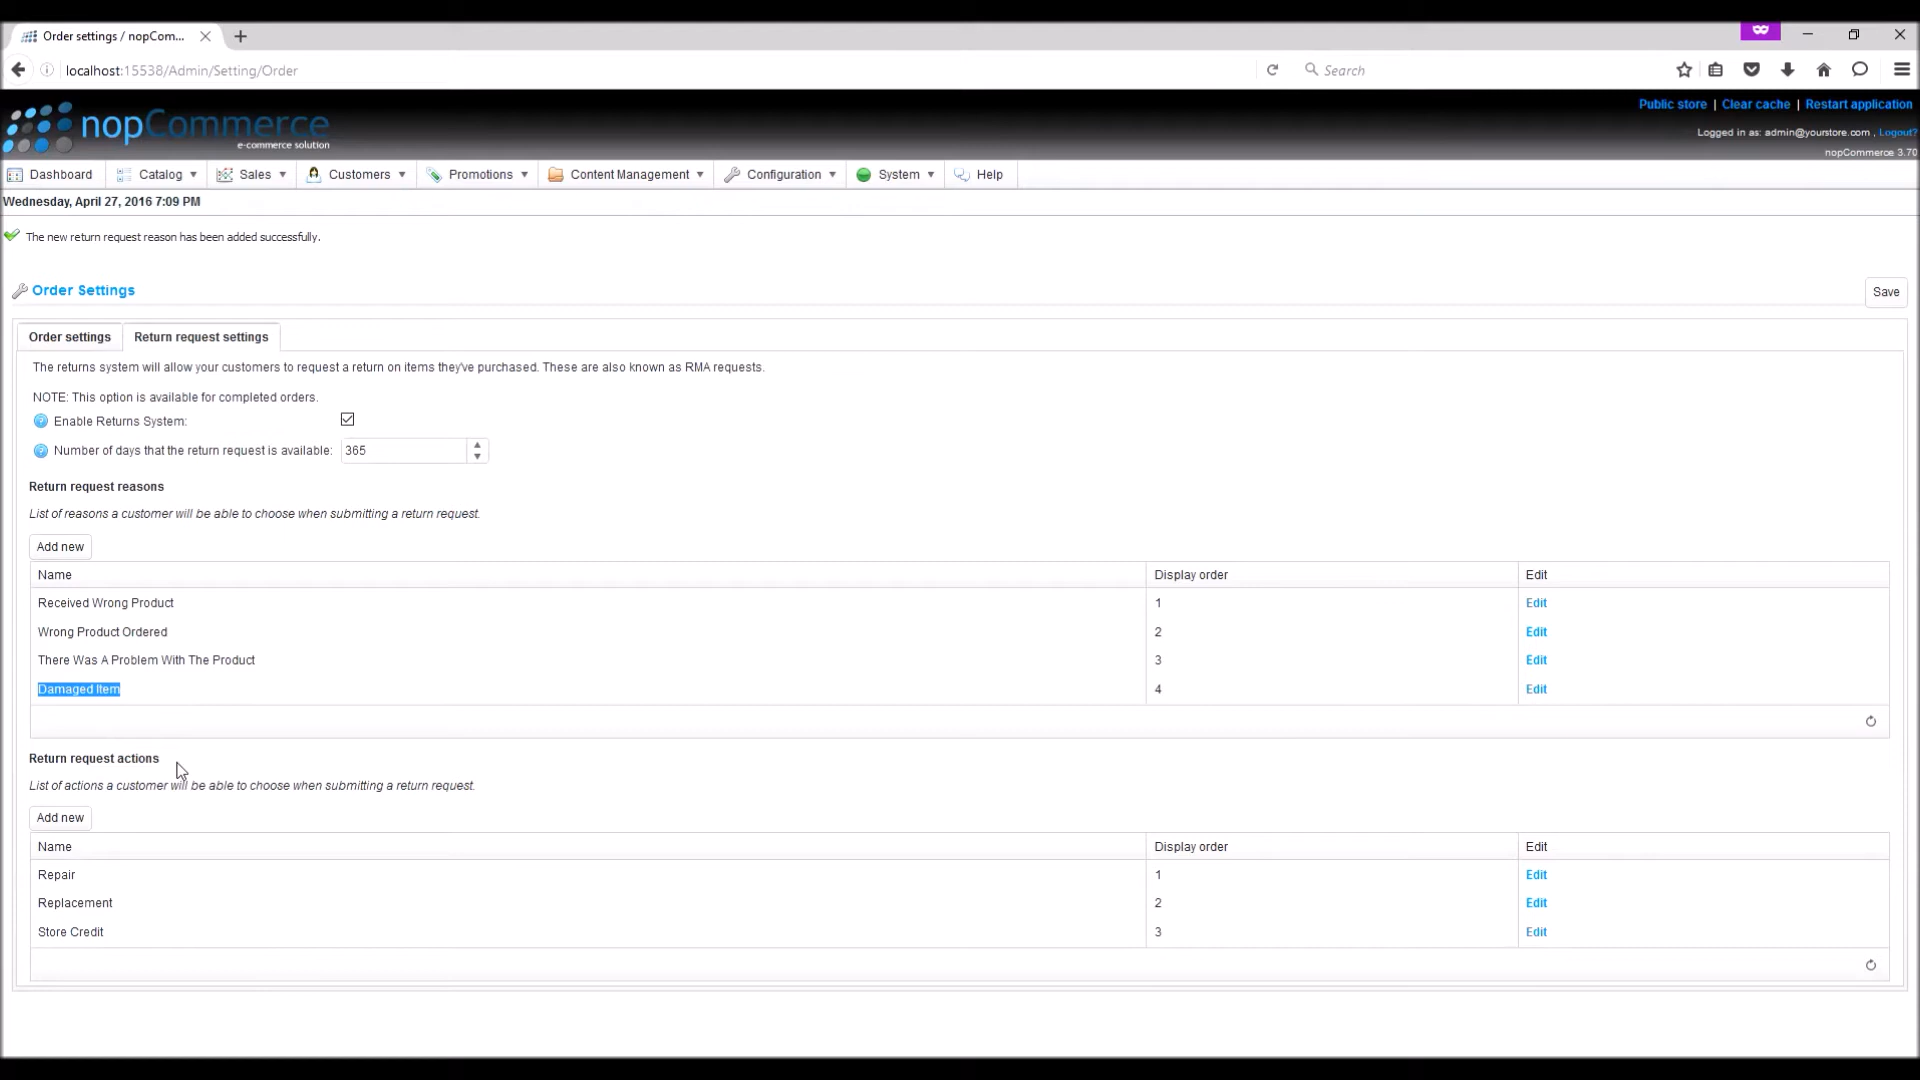 Order settings / nopCom...
localhost:15538/Admin/Setting/Order
Search
Public store | Clear cache | Restart application
nopCommerce
e-commerce solution
Logged in as: admin@yourstore.com , Logout?
nopCommerce 3.70
Dashboard Catalog Sales Customers Promotions Content Management Configuration System Help
Wednesday, April 27, 2016 7:09 PM
The new return request reason has been added successfully.
Order Settings
Save
Order settings Return request settings
The returns system will allow your customers to request a return on items they've purchased. These are also known as RMA requests.
NOTE: This option is available for completed orders.
Enable Returns System:
Number of days that the return request is available: 365
Return request reasons
List of reasons a customer will be able to choose when submitting a return request.
Add new
Name Display order Edit
Received Wrong Product 1 Edit
Wrong Product Ordered 2 Edit
There Was A Problem With The Product 3 Edit
Damaged Item 4 Edit
Return request actions
List of actions a customer will be able to choose when submitting a return request.
Add new
Name Display order Edit
Repair 1 Edit
Replacement 2 Edit
Store Credit 3 Edit